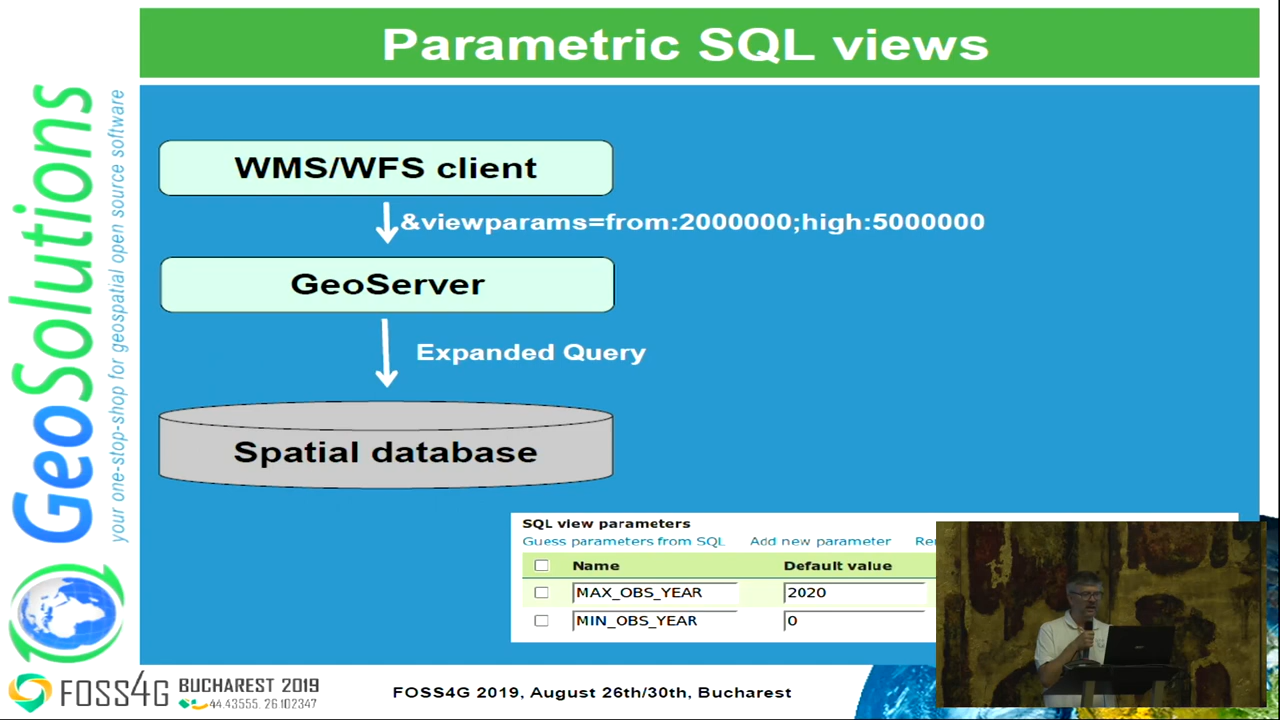 Parametric SQL views
GeoSolutions
your one-stop-shop for geospatial open source software
WMS/WFS client
&viewparams=from:2000000;high:5000000
GeoServer
Expanded Query
Spatial database
SQL view parameters
Guess parameters from SQL Add new parameter
Name Default value
MAX_OBS_YEAR 2020
MIN_OBS_YEAR 0
FOSS4G BUCHAREST 2019
44.43555. 26.102347
FOSS4G 2019, August 26th/30th, Bucharest